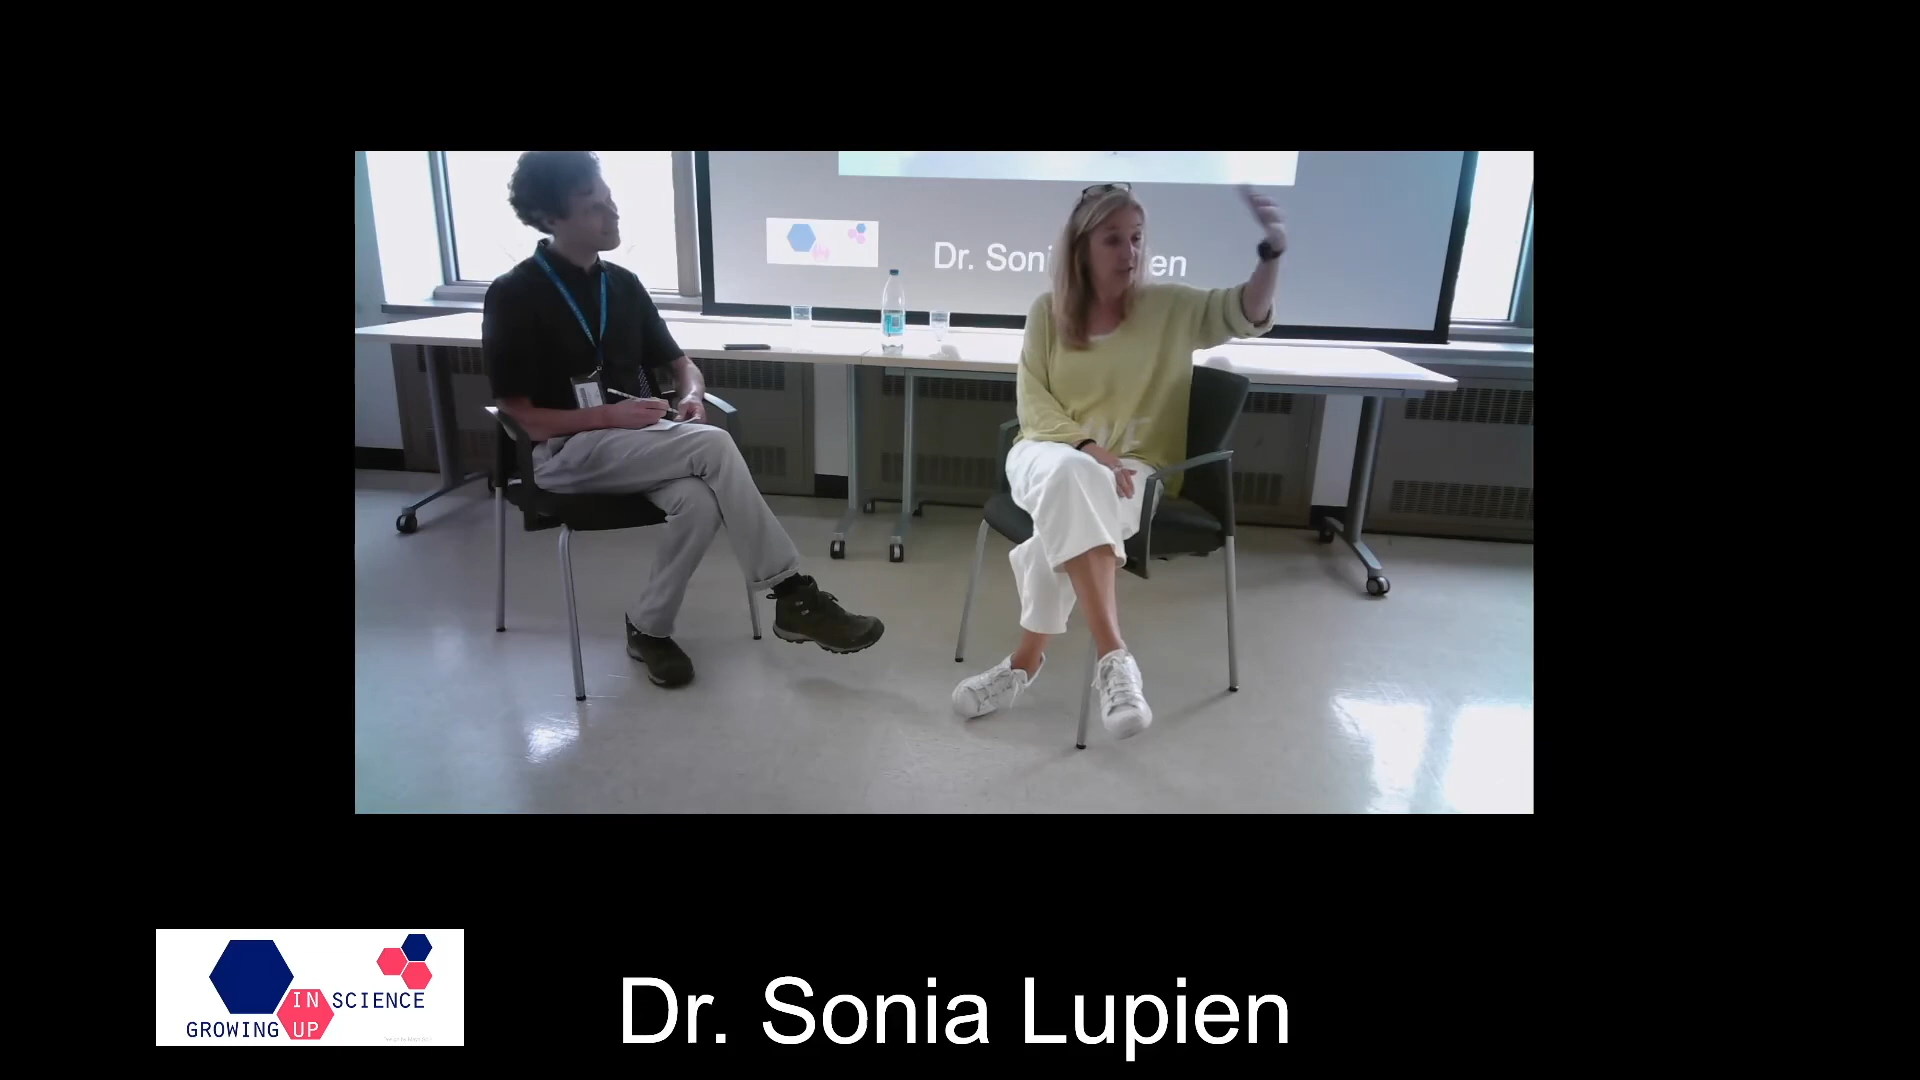 Dr. Soni en
GROWING UP
IN SCIENCE
Dr. Sonia Lupien